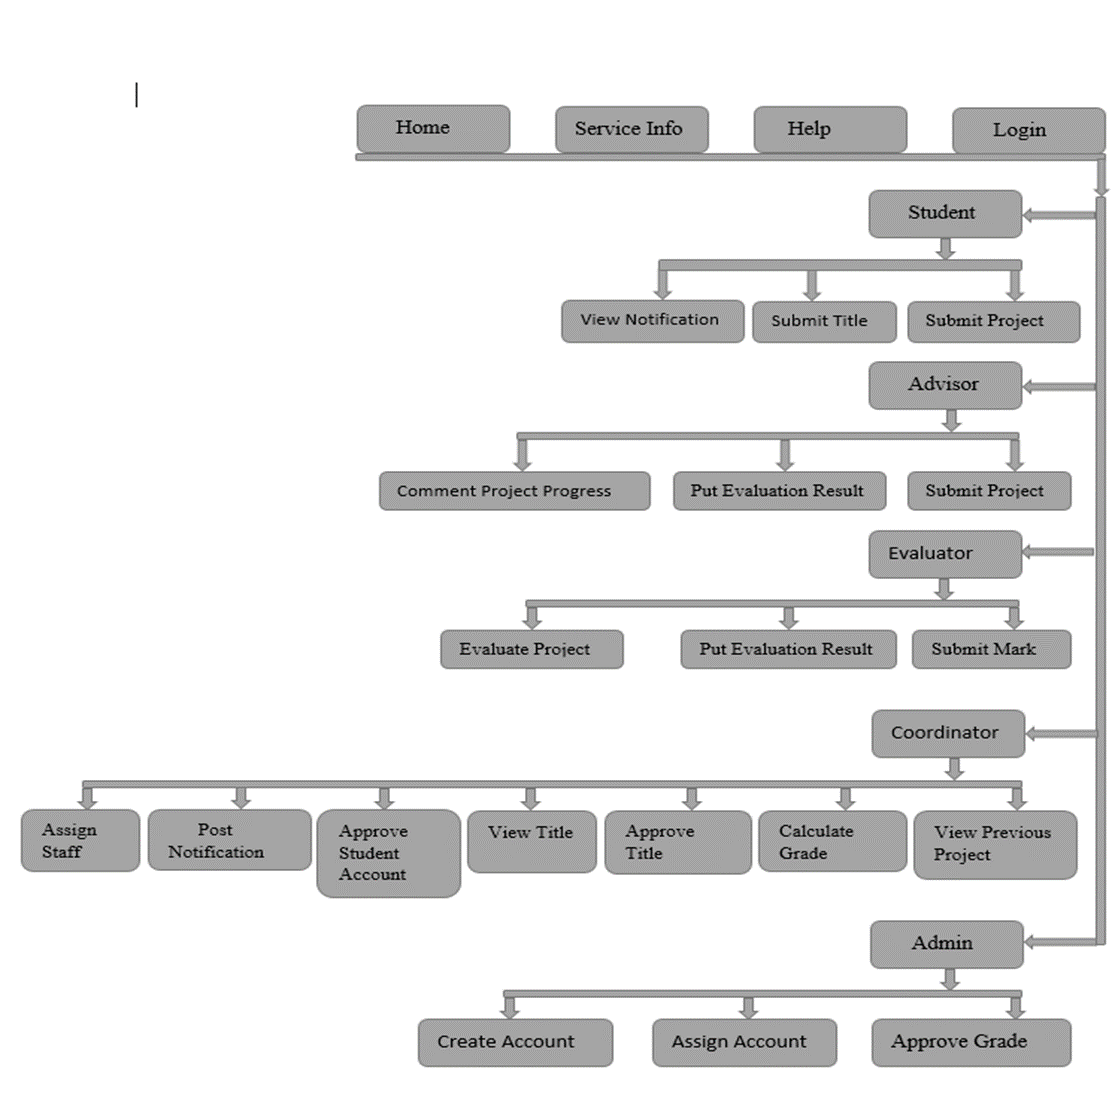 Home
Service Info
Help
Login
Student
View Notification
Submit Title
Submit Project
Advisor
Comment Project Progress
Put Evaluation Result
Submit Project
Evaluator
Evaluate Project
Put Evaluation Result
Submit Mark
Coordinator
Assign
Staff
Post
Notification
Approve
Student
Account
View Title
Approve
Title
Calculate
Grade
View Previous
Project
Admin
Create Account
Assign Account
Approve Grade